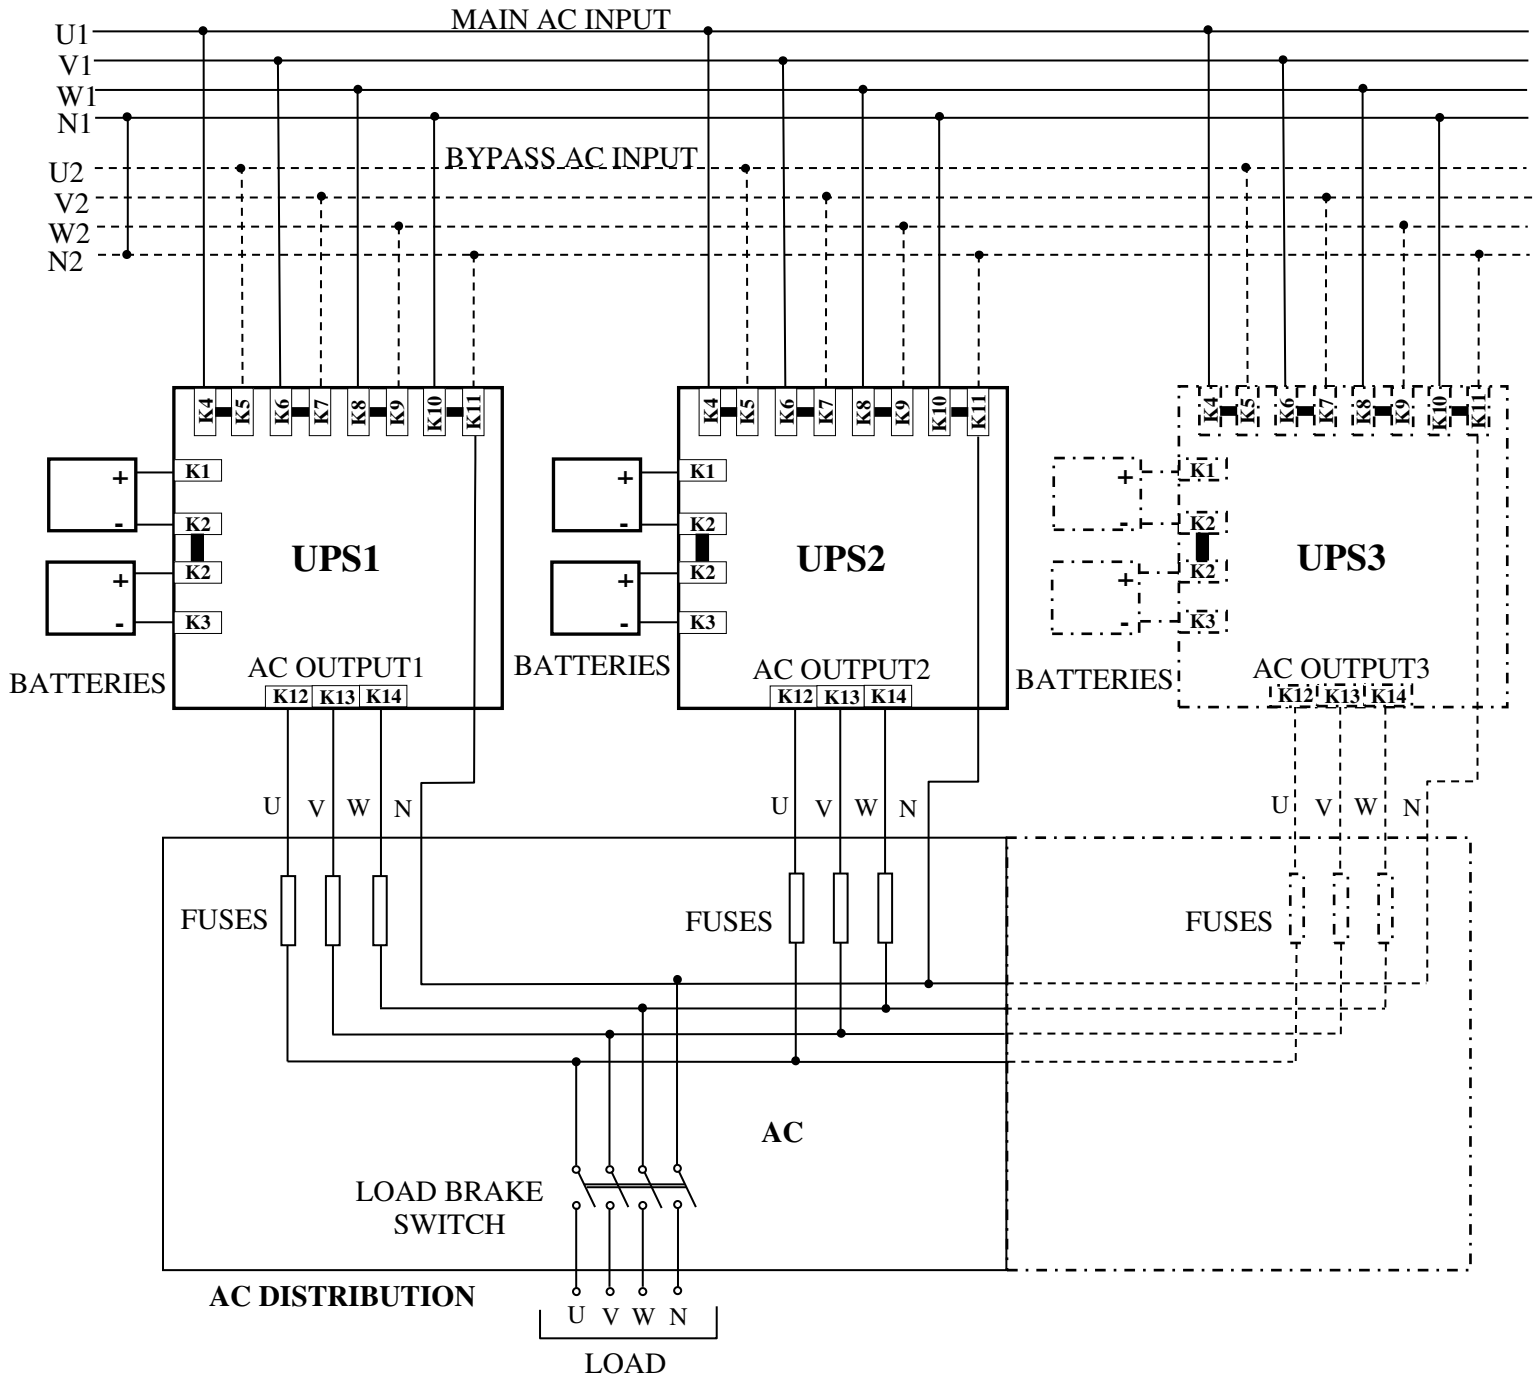 MAIN AC INPUT
U1
V1
W1
N1
BYPASS AC INPUT
U2
V2
W2
N2
K4 K5 K6 K7 K8 K9 K10 K11
K4 K5 K6 K7 K8 K9 K10 K11
K4 K5 K6 K7 K8 K9 K10 K11
+ K1
- K2
+ K2
- K3
UPS1
BATTERIES
AC OUTPUT1
K12 K13 K14
+ K1
- K2
+ K2
- K3
UPS2
BATTERIES
AC OUTPUT2
K12 K13 K14
+ K1
- K2
+ K2
- K3
UPS3
BATTERIES
AC OUTPUT3
K12 K13 K14
U V W N
U V W N
U V W N
FUSES
FUSES
FUSES
AC
LOAD BRAKE
SWITCH
AC DISTRIBUTION
U V W N
LOAD